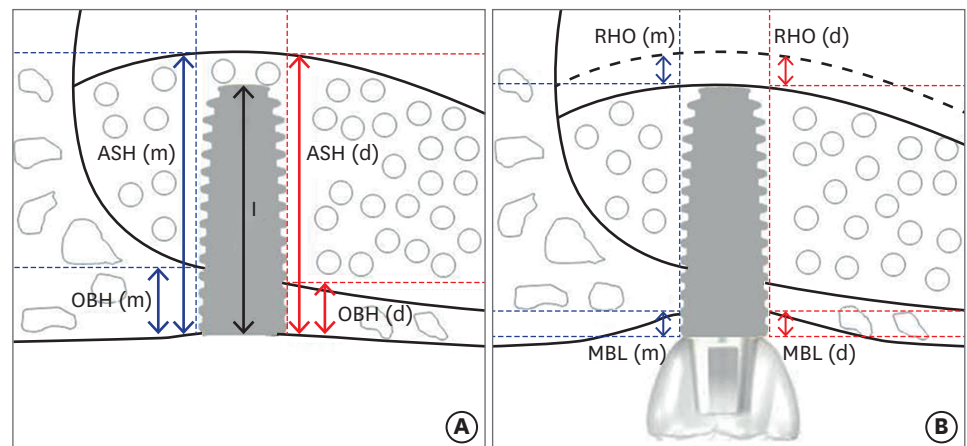 ASH (m)
ASH (d)
I
OBH (m)
OBH (d)
A
RHO (m)
RHO (d)
MBL (m)
MBL (d)
B